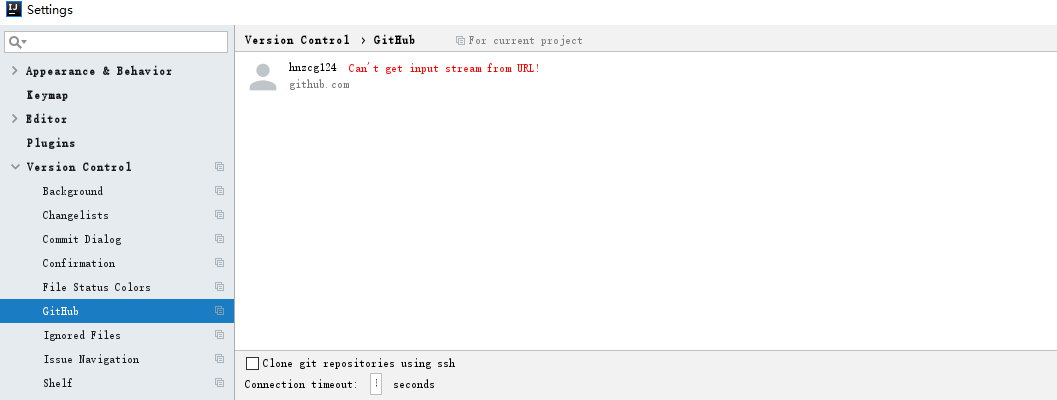 Settings
Appearance & Behavior
Keymap
Editor
Plugins
Version Control
Background
Changelists
Commit Dialog
Confirmation
File Status Colors
GitHub
Ignored Files
Issue Navigation
Shelf
Version Control › GitHub For current project
hnzcg124 Can't get input stream from URL!
github.com
Clone git repositories using ssh
Connection timeout: seconds